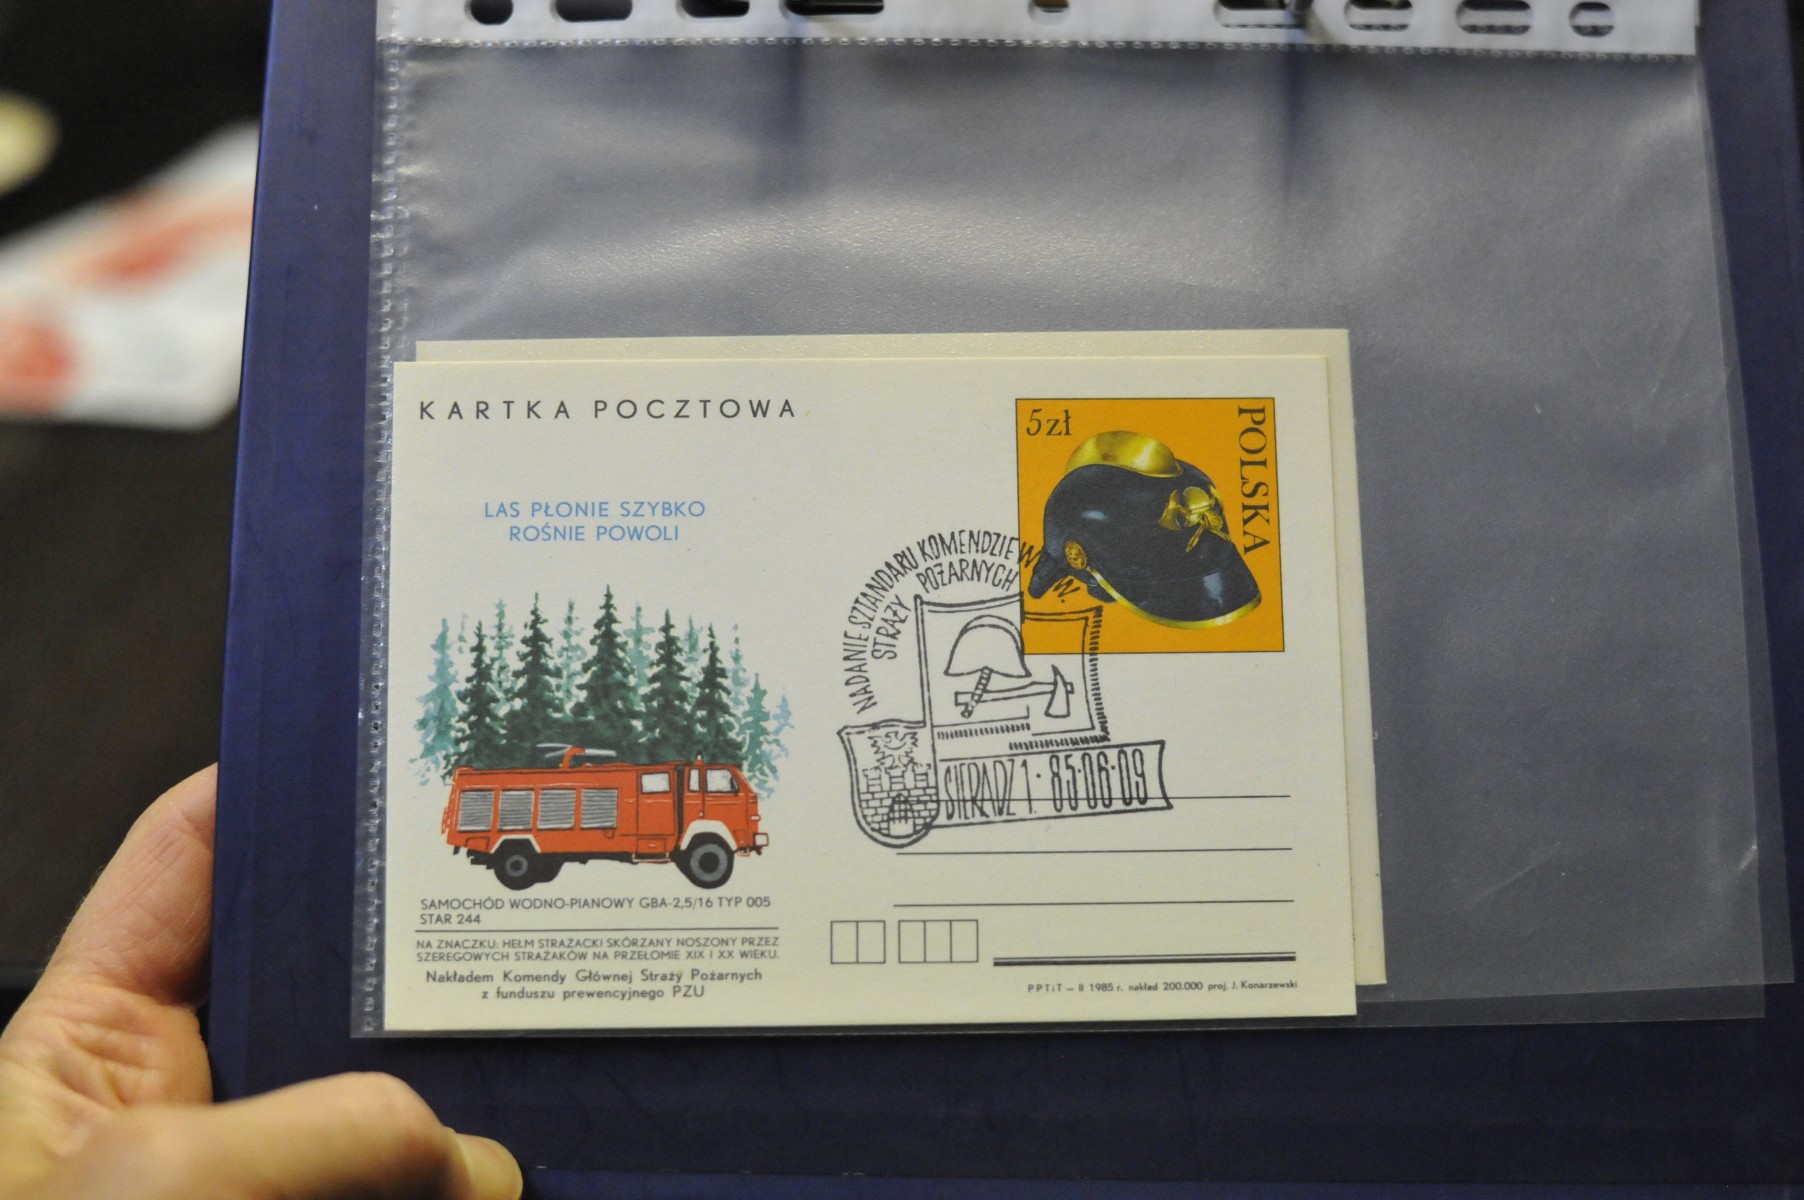 KARTKA POCZTOWA
5zł
POLSKA
LAS PŁONIE SZYBKO
ROŚNIE POWOLI
NADANIE SZTANDARU KOMENDZIE W M.
STRAŻY POŻARNYCH
SIERADZ 1 · 85·06·09
SAMOCHÓD WODNO-PIANOWY GBA-2,5/16 TYP 005
STAR 244
NA ZNACZKU: HEŁM STRAŻACKI SKÓRZANY NOSZONY PRZEZ
SZEREGOWYCH STRAŻAKÓW NA PRZEŁOMIE XIX I XX WIEKU.
Nakładem Komendy Głównej Straży Pożarnych
z funduszu prewencyjnego PZU
PPTiT — II 1985 r. nakład 200.000 proj. J. Konarzewski